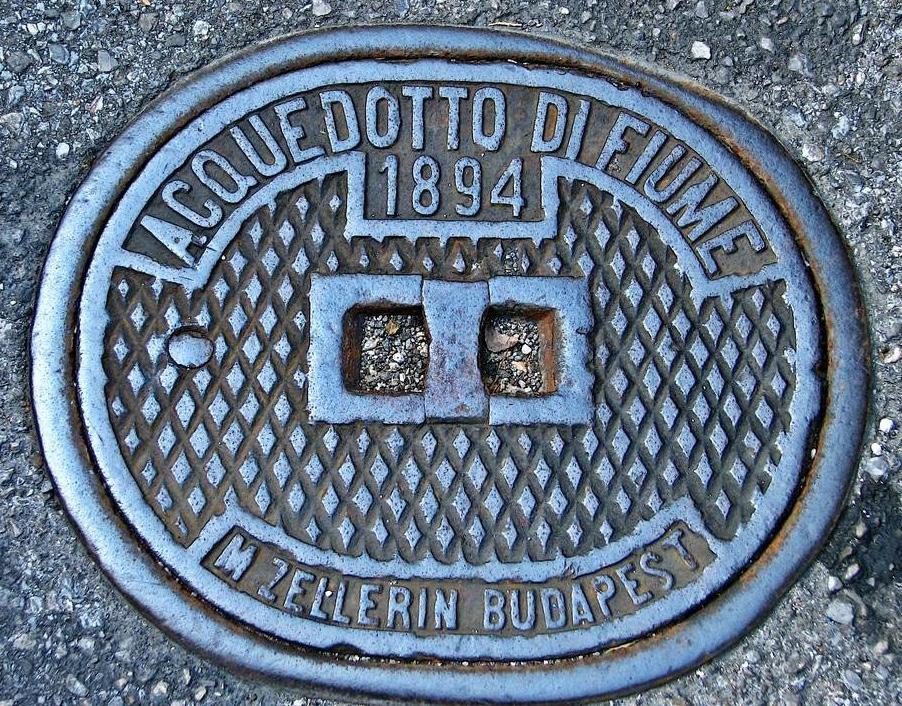 ACQUEDOTTO DI FIUME
1894
M ZELLERIN BUDAPEST